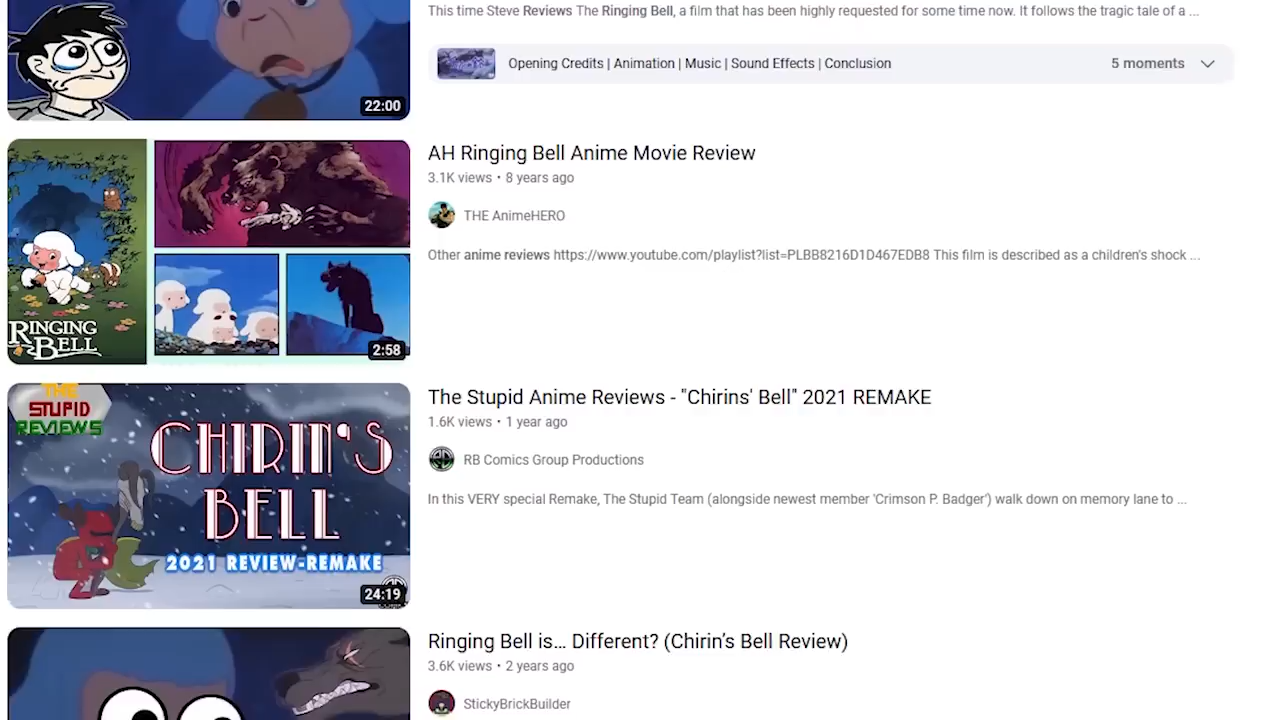 This time Steve Reviews The Ringing Bell, a film that has been highly requested for some time now. It follows the tragic tale of a ...
Opening Credits | Animation | Music | Sound Effects | Conclusion
5 moments
22:00
AH Ringing Bell Anime Movie Review
3.1K views • 8 years ago
THE AnimeHERO
Other anime reviews https://www.youtube.com/playlist?list=PLBB8216D1D467EDB8 This film is described as a children's shock ...
RINGING
BELL
2:58
THE
STUPID
REVIEWS
CHIRIN'S
BELL
2021 REVIEW-REMAKE
24:19
The Stupid Anime Reviews - "Chirins' Bell" 2021 REMAKE
1.6K views • 1 year ago
RB Comics Group Productions
In this VERY special Remake, The Stupid Team (alongside newest member 'Crimson P. Badger') walk down on memory lane to ...
Ringing Bell is... Different? (Chirin’s Bell Review)
3.6K views • 2 years ago
StickyBrickBuilder